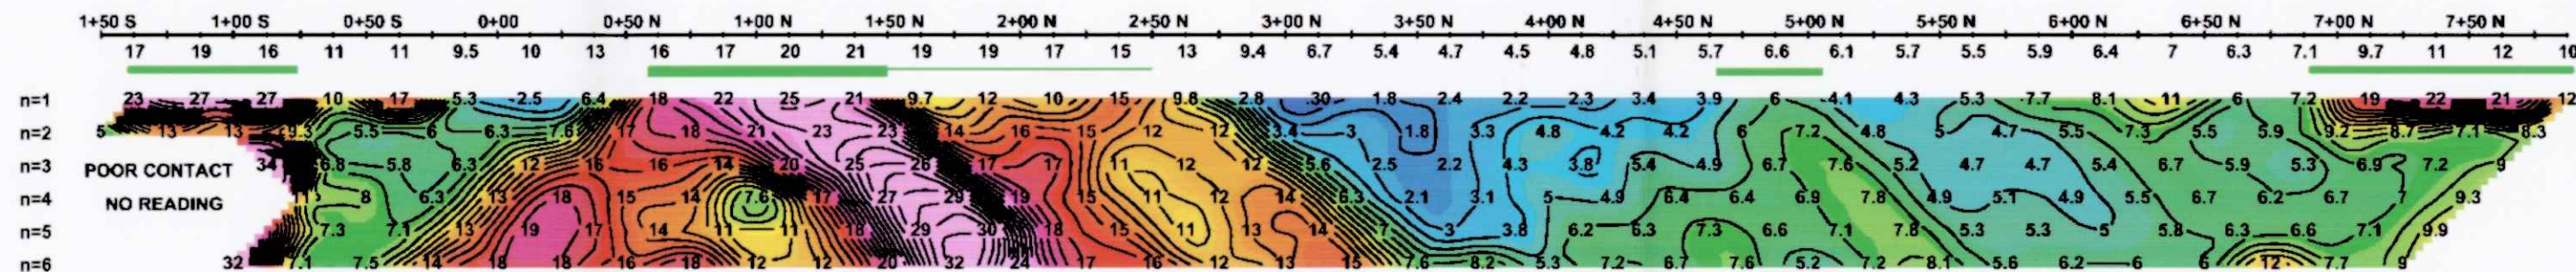 1+50 S 1+00 S 0+50 S 0+00 0+50 N 1+00 N 1+50 N 2+00 N 2+50 N 3+00 N 3+50 N 4+00 N 4+50 N 5+00 N 5+50 N 6+00 N 6+50 N 7+00 N 7+50 N
17 19 16 11 11 9.5 10 13 16 17 20 21 19 19 17 15 13 9.4 6.7 5.4 4.7 4.5 4.8 5.1 5.7 6.6 6.1 5.7 5.5 5.9 6.4 7 6.3 7.1 9.7 11 12 10
n=1 23 27 27 10 17 5.3 -2.5 6.4 18 22 25 21 9.7 12 10 15 9.8 2.8 .30 1.8 2.4 2.2 2.3 3.4 3.9 6 4.1 4.3 5.3 7.7 8.1 11 6 7.2 19 22 21 12
n=2 5 13 13 9.3 5.5 6 6.3 7.6 17 18 21 23 23 14 16 15 12 12 3.4 3 1.8 3.3 4.8 4.2 4.2 6 7.2 4.8 5 4.7 5.5 7.3 5.5 5.9 9.2 8.7 7.1 8.3
n=3 POOR CONTACT 34 6.8 5.8 6.3 12 16 16 14 20 25 26 17 17 11 12 12 5.6 2.5 2.2 4.3 3.8 5.4 4.9 6.7 7.6 5.2 4.7 4.7 5.4 6.7 5.9 5.3 6.9 7.2 9
n=4 NO READING 11 8 6.3 13 18 15 14 7.6 17 27 29 19 15 11 12 14 6.3 2.1 3.1 5 4.9 6.4 6.4 6.9 7.8 4.9 5.1 4.9 5.5 6.7 6.2 6.7 7 9.3
n=5 7.3 7.1 13 19 17 14 11 11 18 29 30 18 15 11 13 14 7 3 3.8 6.2 6.3 7.3 6.6 7.1 7.8 5.3 5.3 5 5.8 6.3 6.6 7.1 9.9
n=6 32 7.1 7.5 14 18 18 16 18 12 12 20 32 24 17 16 12 13 15 7.6 8.2 5.3 7.2 6.7 7.6 5.2 7.2 8.1 5.6 6.2 6 6 12 7.7 9